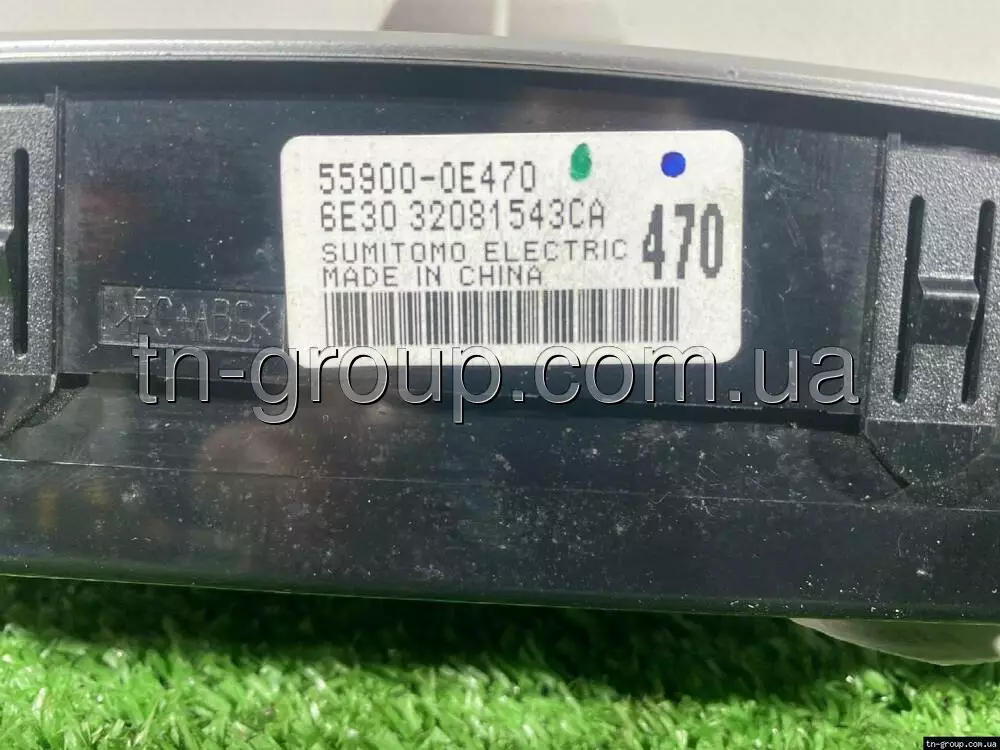 55900-0E470
6E30 32081543CA
470
SUMITOMO ELECTRIC
MADE IN CHINA
>PC+ABS<
tn-group.com.ua
tn-group.com.ua